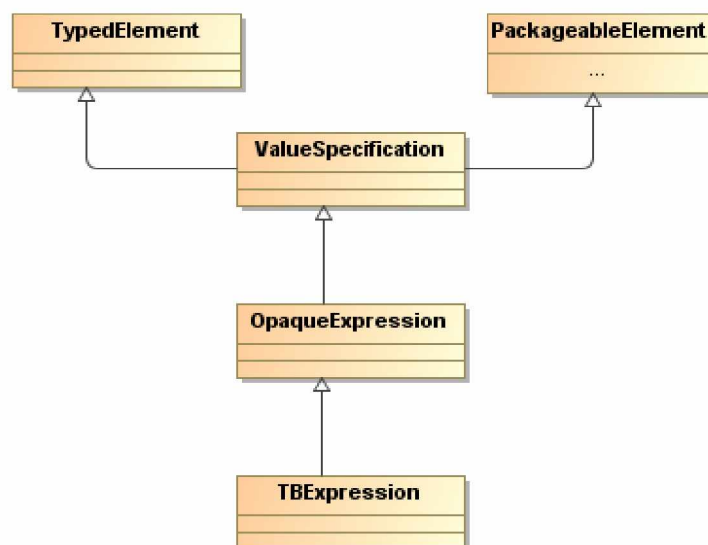 TypedElement
PackageableElement
...
ValueSpecification
OpaqueExpression
TBExpression